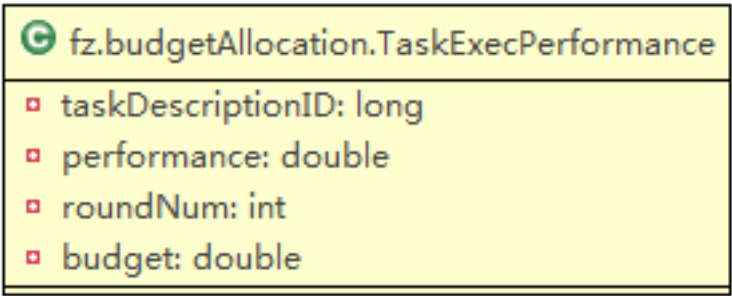 C fz.budgetAllocation.TaskExecPerformance
taskDescriptionID: long
performance: double
roundNum: int
budget: double